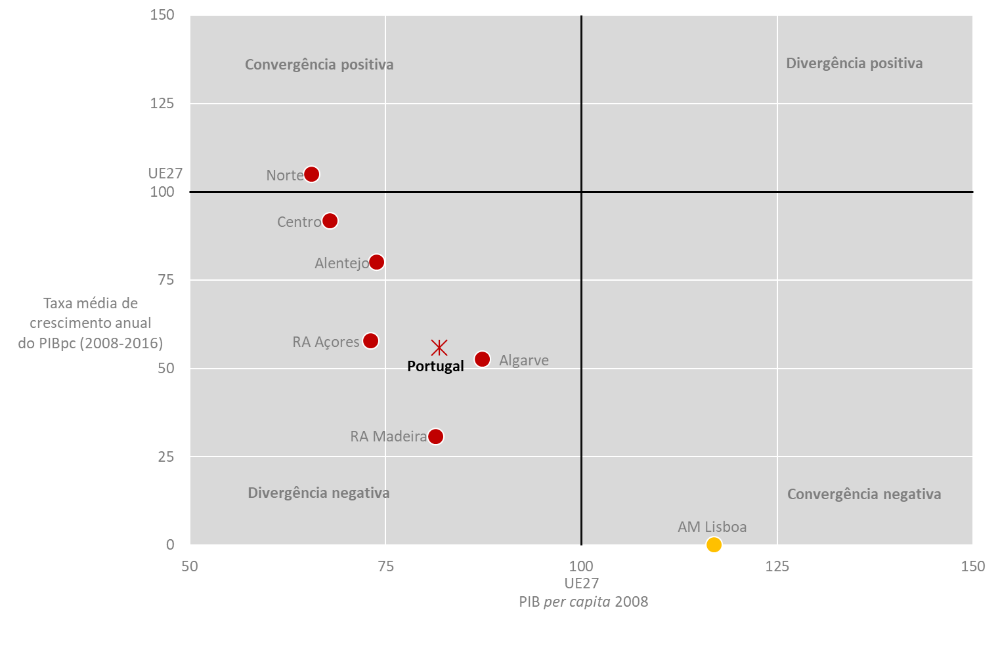 150
Convergência positiva
Divergência positiva
125
Norte
UE27
100
Centro
Alentejo
75
Taxa média de
crescimento anual
do PIBpc (2008-2016)
RA Açores
Portugal
Algarve
50
RA Madeira
25
Divergência negativa
Convergência negativa
AM Lisboa
0
50
75
100
125
150
UE27
PIB per capita 2008